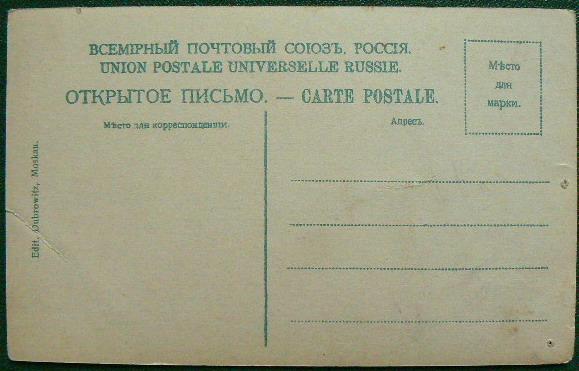 ВСЕМІРНЫЙ ПОЧТОВЫЙ СОЮЗЪ. РОССІЯ.
UNION POSTALE UNIVERSELLE RUSSIE.
ОТКРЫТОЕ ПИСЬМО. — CARTE POSTALE.
Мѣсто для корреспонденціи.
Адресъ.
Мѣсто
для
марки.
Edit. Dubrowitz, Moskau.